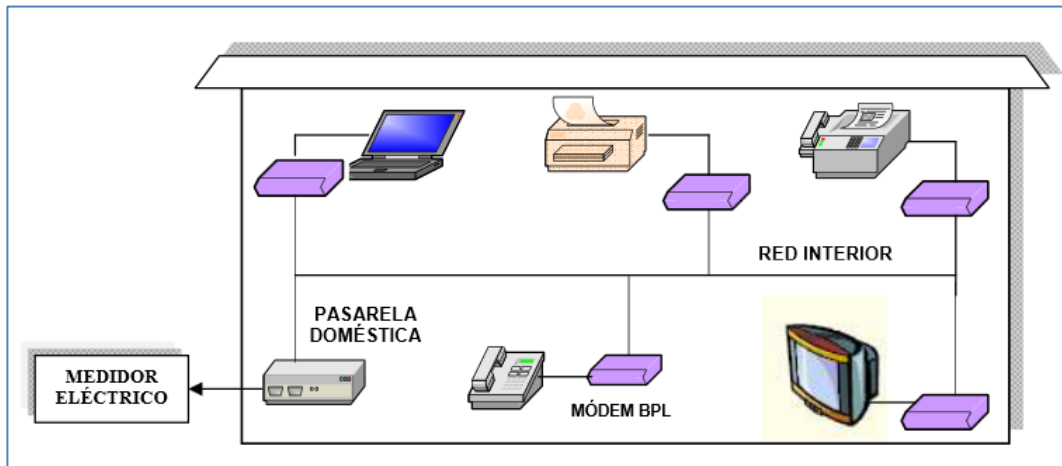 RED INTERIOR
PASARELA
DOMÉSTICA
MEDIDOR
ELÉCTRICO
MÓDEM BPL